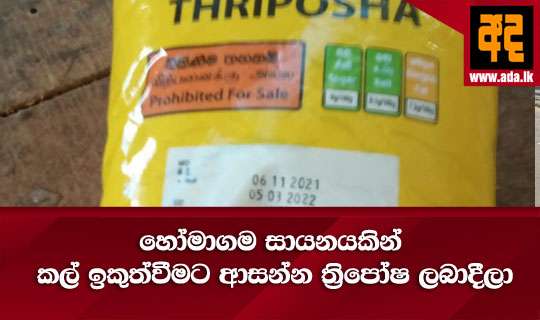 THRIPOSHA
අද
www.ada.lk
විකිණීම තහනම්
Prohibited For Sale
06 11 2021
05 03 2022
හෝමාගම සායනයකින්
කල් ඉකුත්වීමට ආසන්න ත්‍රිපෝෂ ලබාදීලා